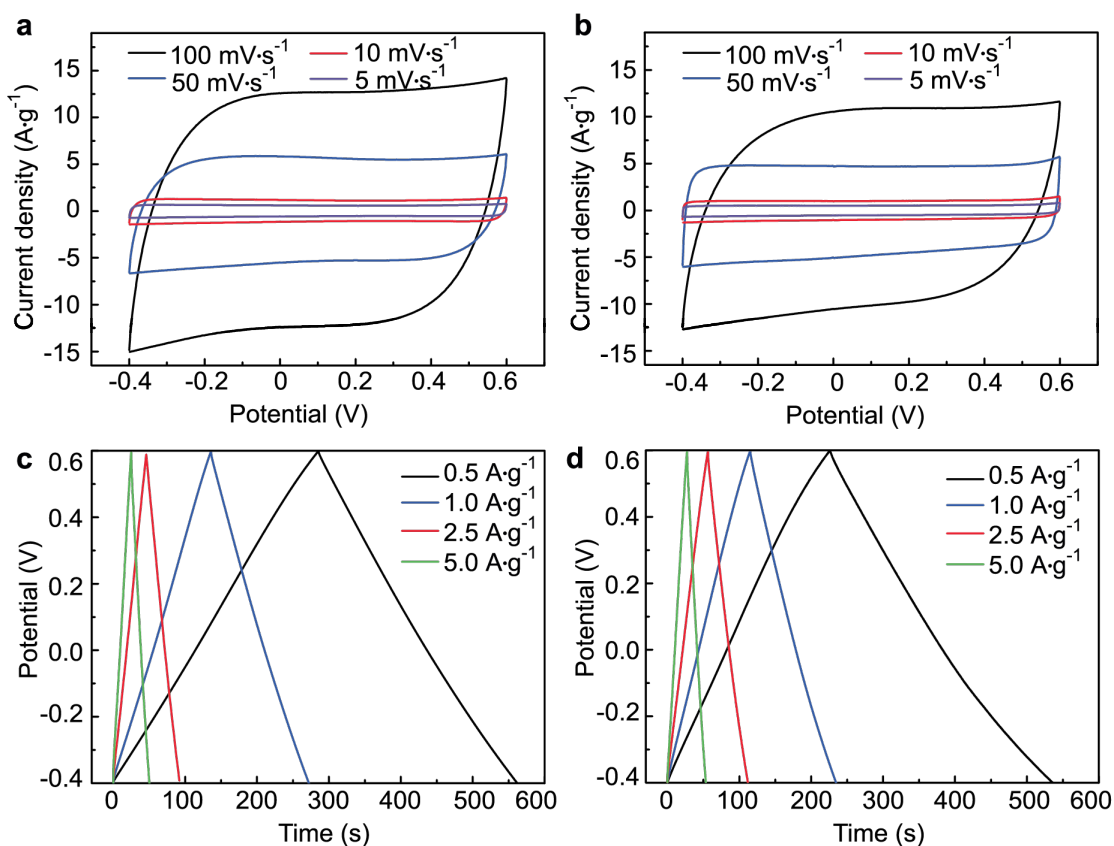 a
100 mV·s⁻¹
10 mV·s⁻¹
50 mV·s⁻¹
5 mV·s⁻¹
Current density (A·g⁻¹)
15
10
5
0
-5
-10
-15
-0.4
-0.2
0
0.2
0.4
0.6
Potential (V)
b
100 mV·s⁻¹
10 mV·s⁻¹
50 mV·s⁻¹
5 mV·s⁻¹
Current density (A·g⁻¹)
15
10
5
0
-5
-10
-15
-0.4
-0.2
0
0.2
0.4
0.6
Potential (V)
c
0.5 A·g⁻¹
1.0 A·g⁻¹
2.5 A·g⁻¹
5.0 A·g⁻¹
Potential (V)
0.6
0.4
0.2
0.0
-0.2
-0.4
0
100
200
300
400
500
600
Time (s)
d
0.5 A·g⁻¹
1.0 A·g⁻¹
2.5 A·g⁻¹
5.0 A·g⁻¹
Potential (V)
0.6
0.4
0.2
0.0
-0.2
-0.4
0
100
200
300
400
500
600
Time (s)